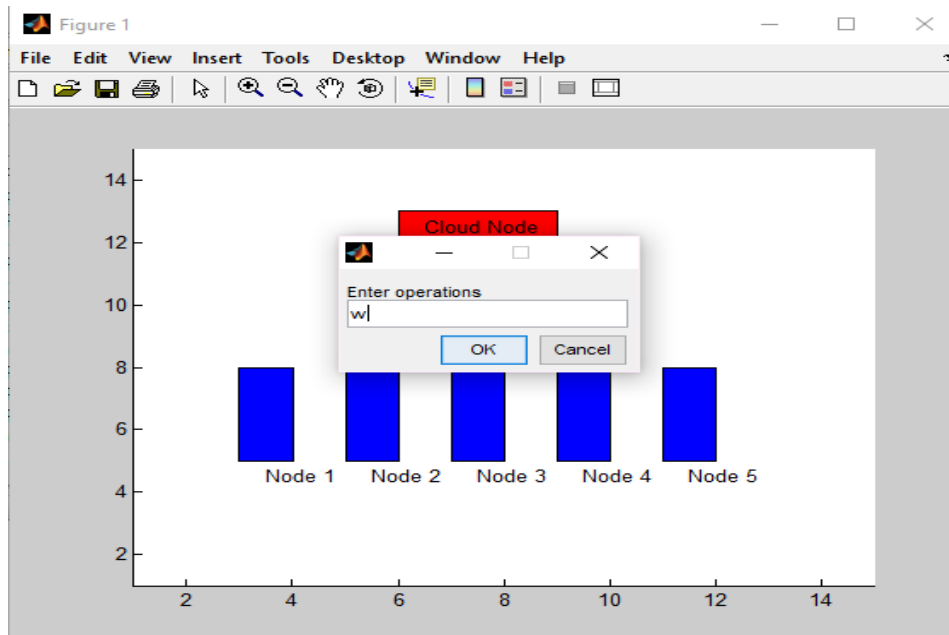 Figure 1
File Edit View Insert Tools Desktop Window Help
14
Cloud Node
12
Enter operations
10
w
OK Cancel
8
6
Node 1 Node 2 Node 3 Node 4 Node 5
4
2
2 4 6 8 10 12 14